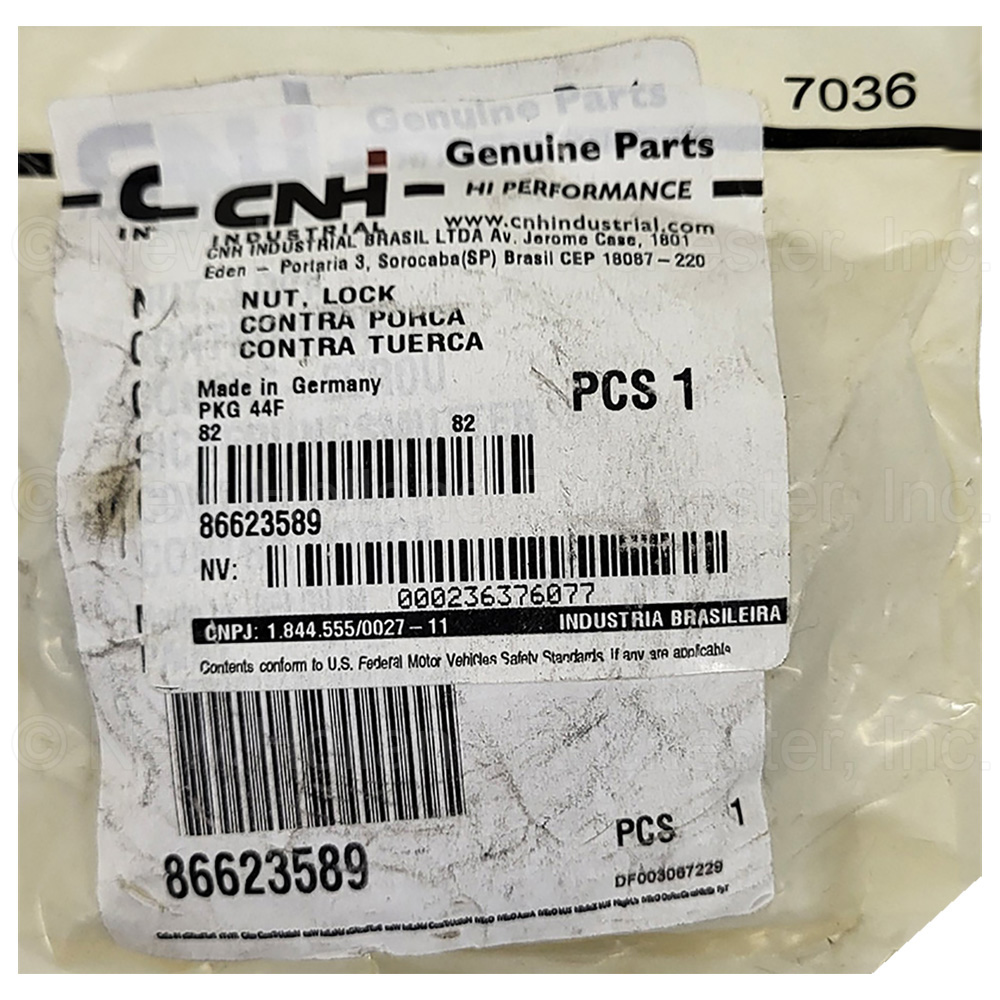 7036
CNH INDUSTRIAL
Genuine Parts
HI PERFORMANCE
www.cnhindustrial.com
CNH INDUSTRIAL BRASIL LTDA Av. Jerome Case, 1801
Eden - Portaria 3, Sorocaba(SP) Brasil CEP 18087-220
NUT, LOCK
CONTRA PORCA
CONTRA TUERCA
Made in Germany
PKG 44F
PCS 1
82 82
86623589
NV:
000236376077
CNPJ: 1.844.555/0027-11 INDUSTRIA BRASILEIRA
Contents conform to U.S. Federal Motor Vehicles Safety Standards, If any are applicable
86623589
PCS 1
DF003067229